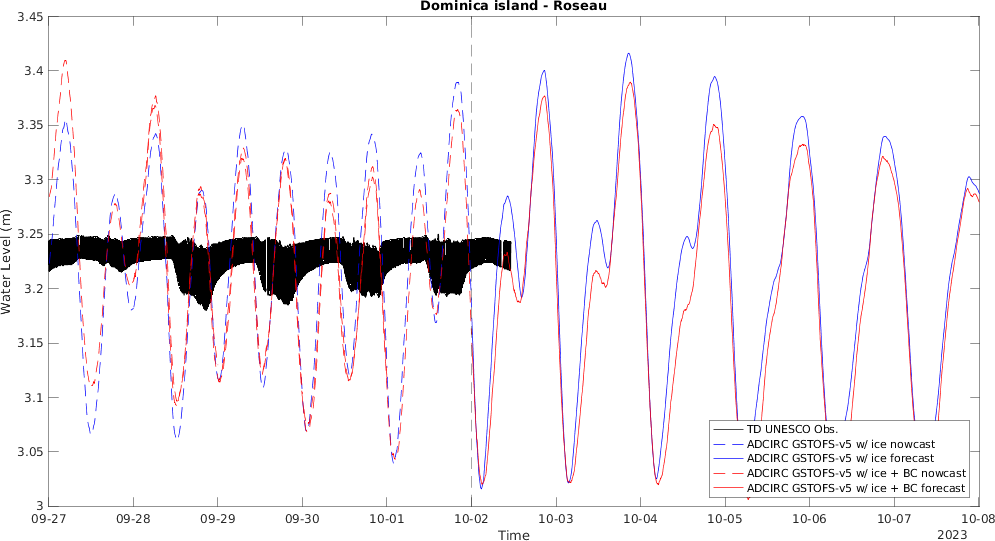 Dominica island - Roseau
Water Level (m)
3.45
3.4
3.35
3.3
3.25
3.2
3.15
3.1
3.05
3
09-27
09-28
09-29
09-30
10-01
10-02
10-03
10-04
10-05
10-06
10-07
10-08
Time
2023
TD UNESCO Obs.
ADCIRC GSTOFS-v5 w/ ice nowcast
ADCIRC GSTOFS-v5 w/ ice forecast
ADCIRC GSTOFS-v5 w/ ice + BC nowcast
ADCIRC GSTOFS-v5 w/ ice + BC forecast